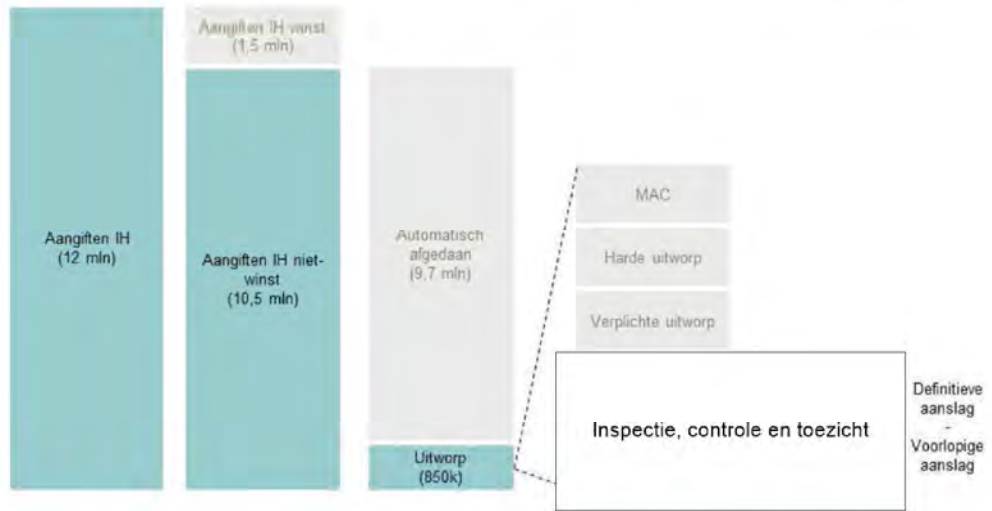 Aangiften IH
(12 mln)
Aangiften IH winst
(1,5 mln)
Aangiften IH niet-
winst
(10,5 mln)
Automatisch
afgedaan
(9,7 mln)
Uitworp
(850k)
MAC
Harde uitworp
Verplichte uitworp
Inspectie, controle en toezicht
Definitieve
aanslag
-
Voorlopige
aanslag